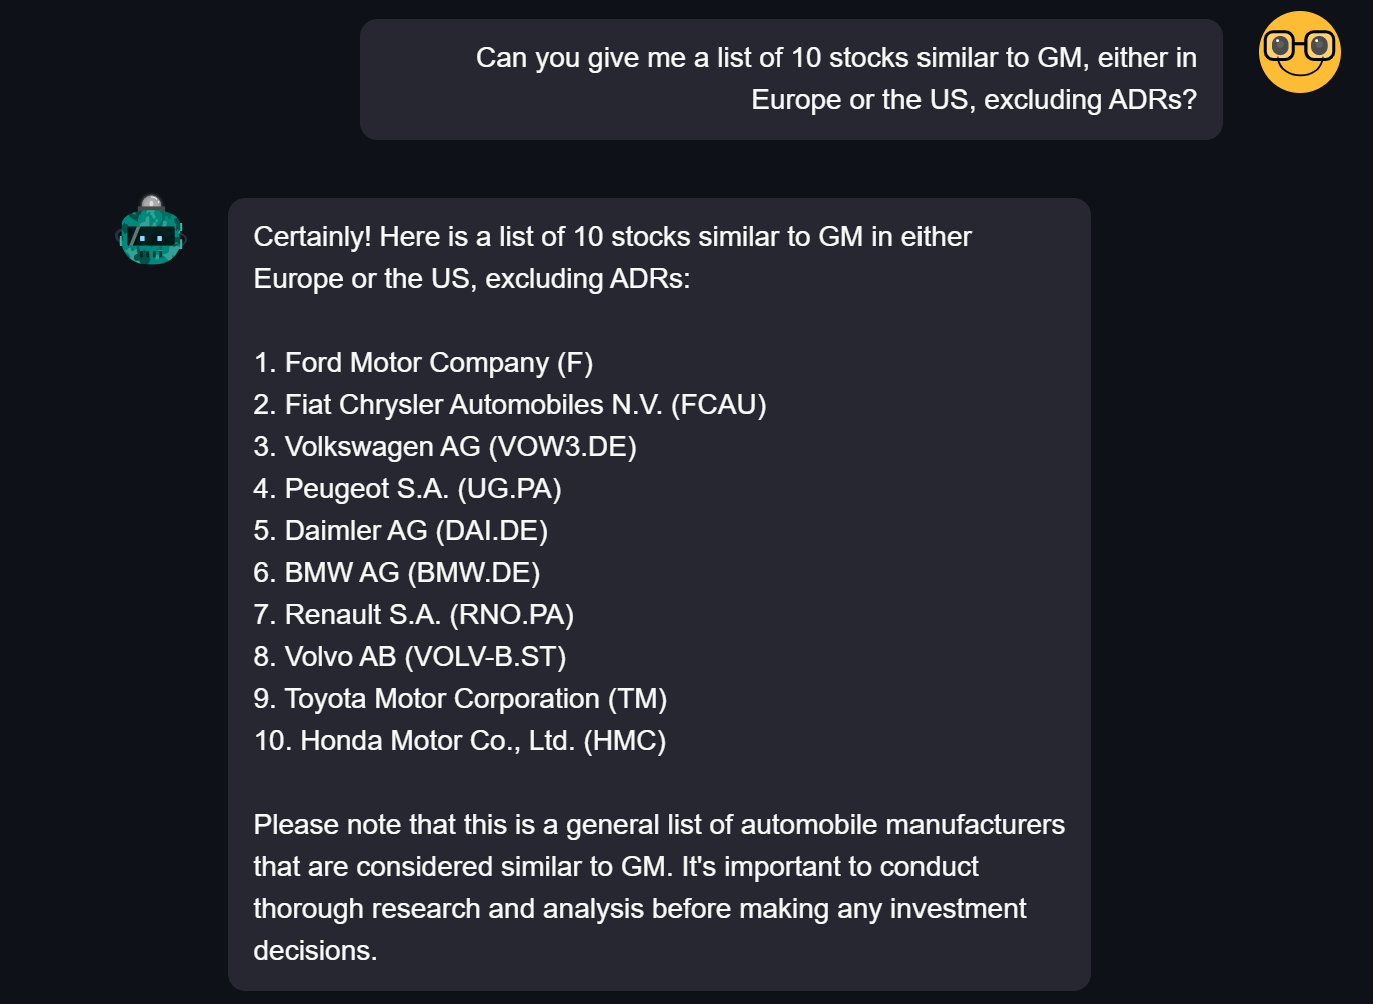 Can you give me a list of 10 stocks similar to GM, either in
Europe or the US, excluding ADRs?
Certainly! Here is a list of 10 stocks similar to GM in either
Europe or the US, excluding ADRs:
1. Ford Motor Company (F)
2. Fiat Chrysler Automobiles N.V. (FCAU)
3. Volkswagen AG (VOW3.DE)
4. Peugeot S.A. (UG.PA)
5. Daimler AG (DAI.DE)
6. BMW AG (BMW.DE)
7. Renault S.A. (RNO.PA)
8. Volvo AB (VOLV-B.ST)
9. Toyota Motor Corporation (TM)
10. Honda Motor Co., Ltd. (HMC)
Please note that this is a general list of automobile manufacturers
that are considered similar to GM. It's important to conduct
thorough research and analysis before making any investment
decisions.